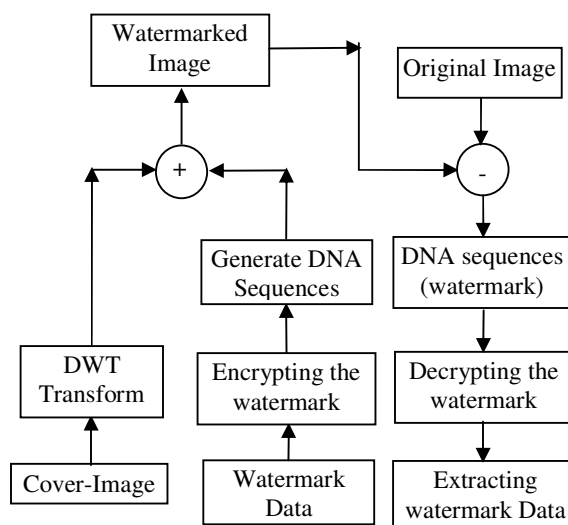 Watermarked
Image
Original Image
+
-
Generate DNA
Sequences
DNA sequences
(watermark)
DWT
Transform
Encrypting the
watermark
Decrypting the
watermark
Cover-Image
Watermark
Data
Extracting
watermark Data